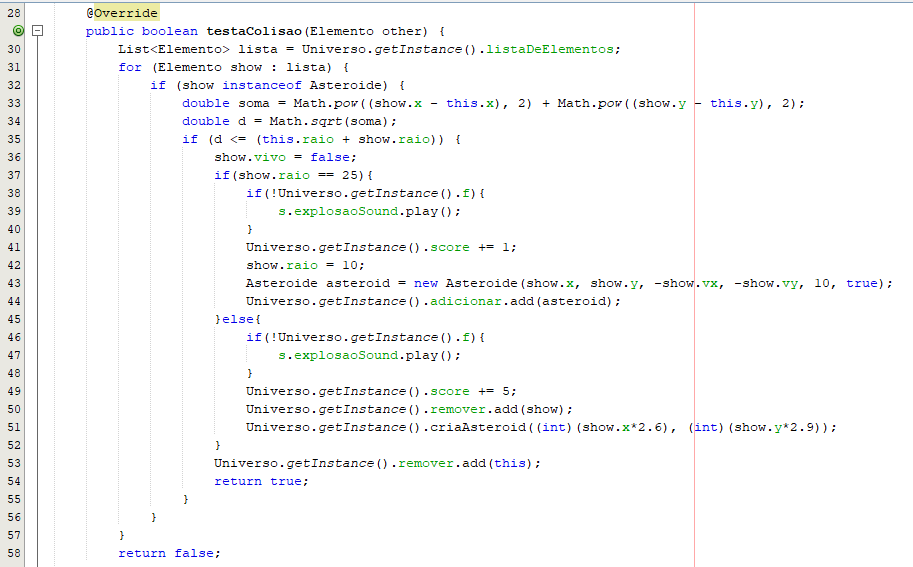 28 @Override
public boolean testaColisao(Elemento other) {
30 List<Elemento> lista = Universo.getInstance().listaDeElementos;
31 for (Elemento show : lista) {
32 if (show instanceof Asteroide) {
33 double soma = Math.pow((show.x - this.x), 2) + Math.pow((show.y - this.y), 2);
34 double d = Math.sqrt(soma);
35 if (d <= (this.raio + show.raio)) {
36 show.vivo = false;
37 if(show.raio == 25){
38 if(!Universo.getInstance().f){
39 s.explosaoSound.play();
40 }
41 Universo.getInstance().score += 1;
42 show.raio = 10;
43 Asteroide asteroid = new Asteroide(show.x, show.y, -show.vx, -show.vy, 10, true);
44 Universo.getInstance().adicionar.add(asteroid);
45 }else{
46 if(!Universo.getInstance().f){
47 s.explosaoSound.play();
48 }
49 Universo.getInstance().score += 5;
50 Universo.getInstance().remover.add(show);
51 Universo.getInstance().criaAsteroid((int)(show.x*2.6), (int)(show.y*2.9));
52 }
53 Universo.getInstance().remover.add(this);
54 return true;
55 }
56 }
57 }
58 return false;